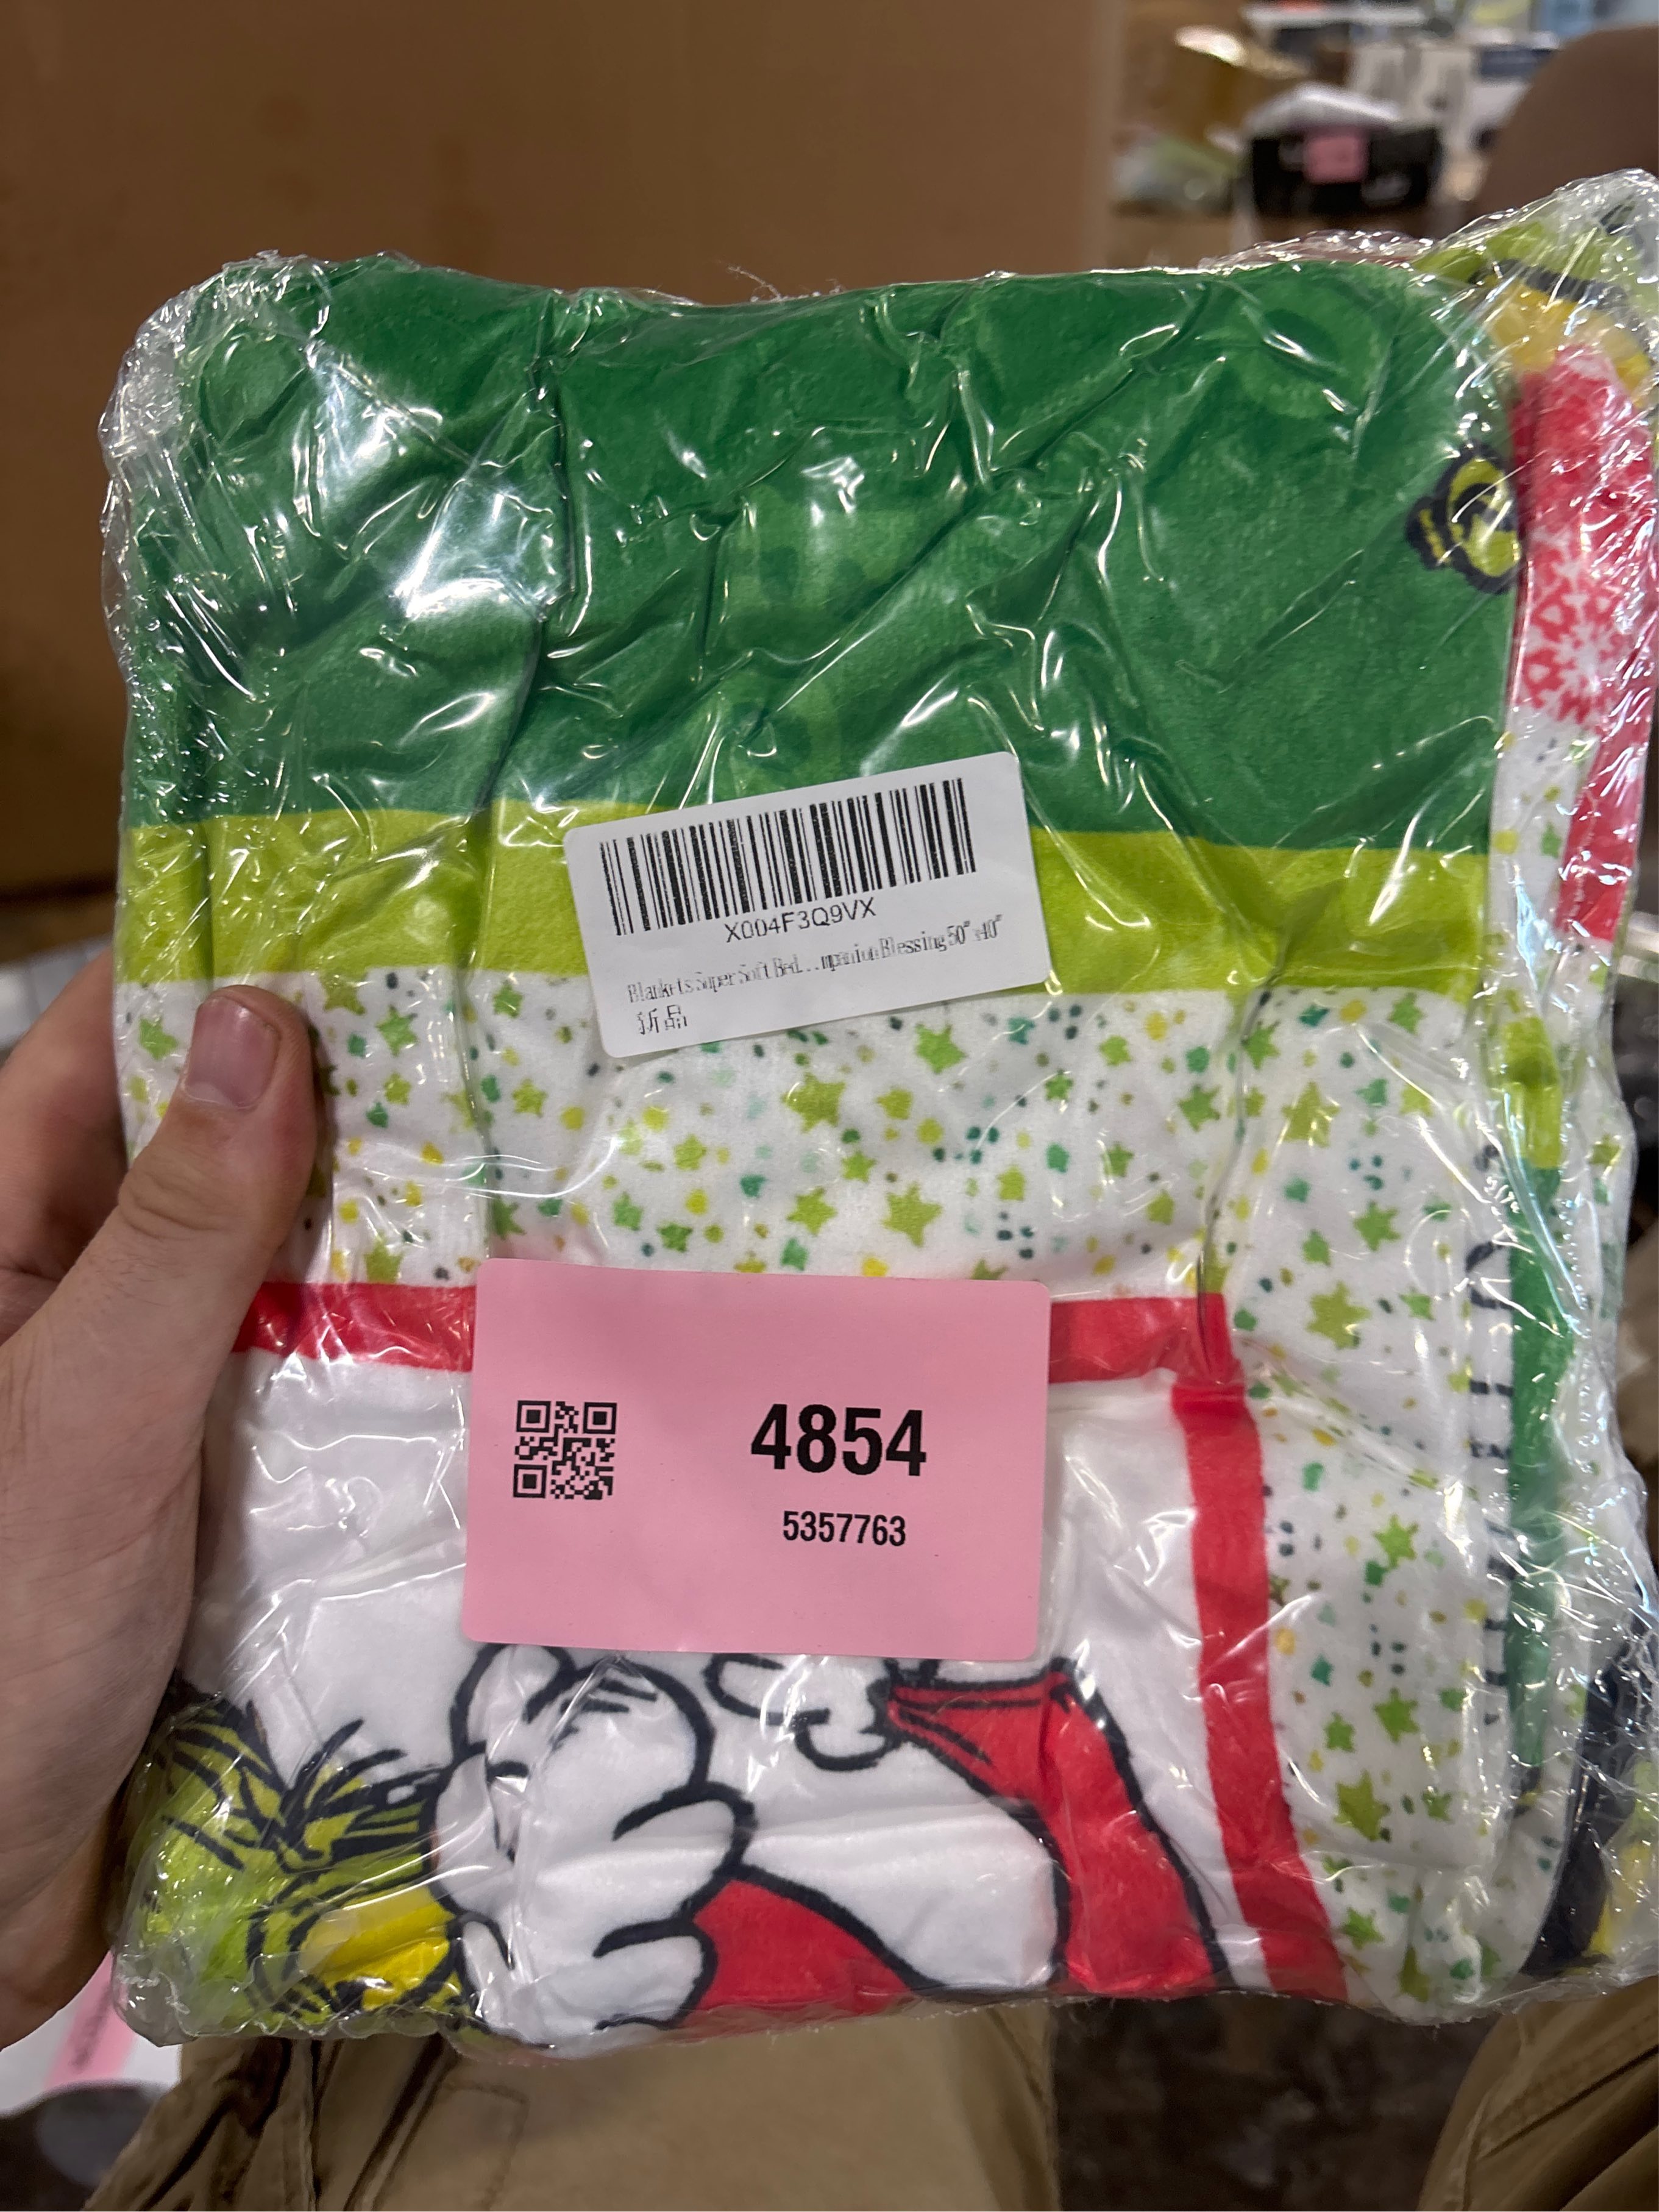 X004F3Q9VX
Blankets Super Soft Bed...mpanion Blessing 50" x40"
新品
4854
5357763